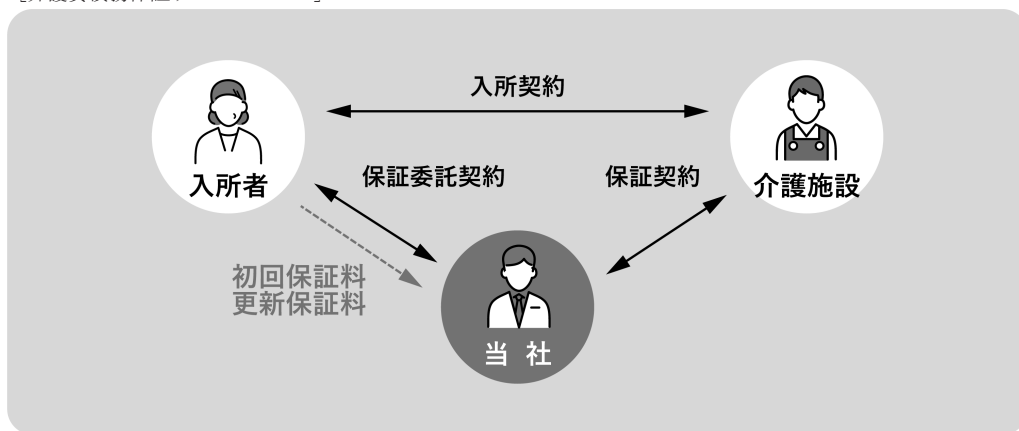 入所契約
入所者
介護施設
保証委託契約
保証契約
初回保証料
更新保証料
当 社